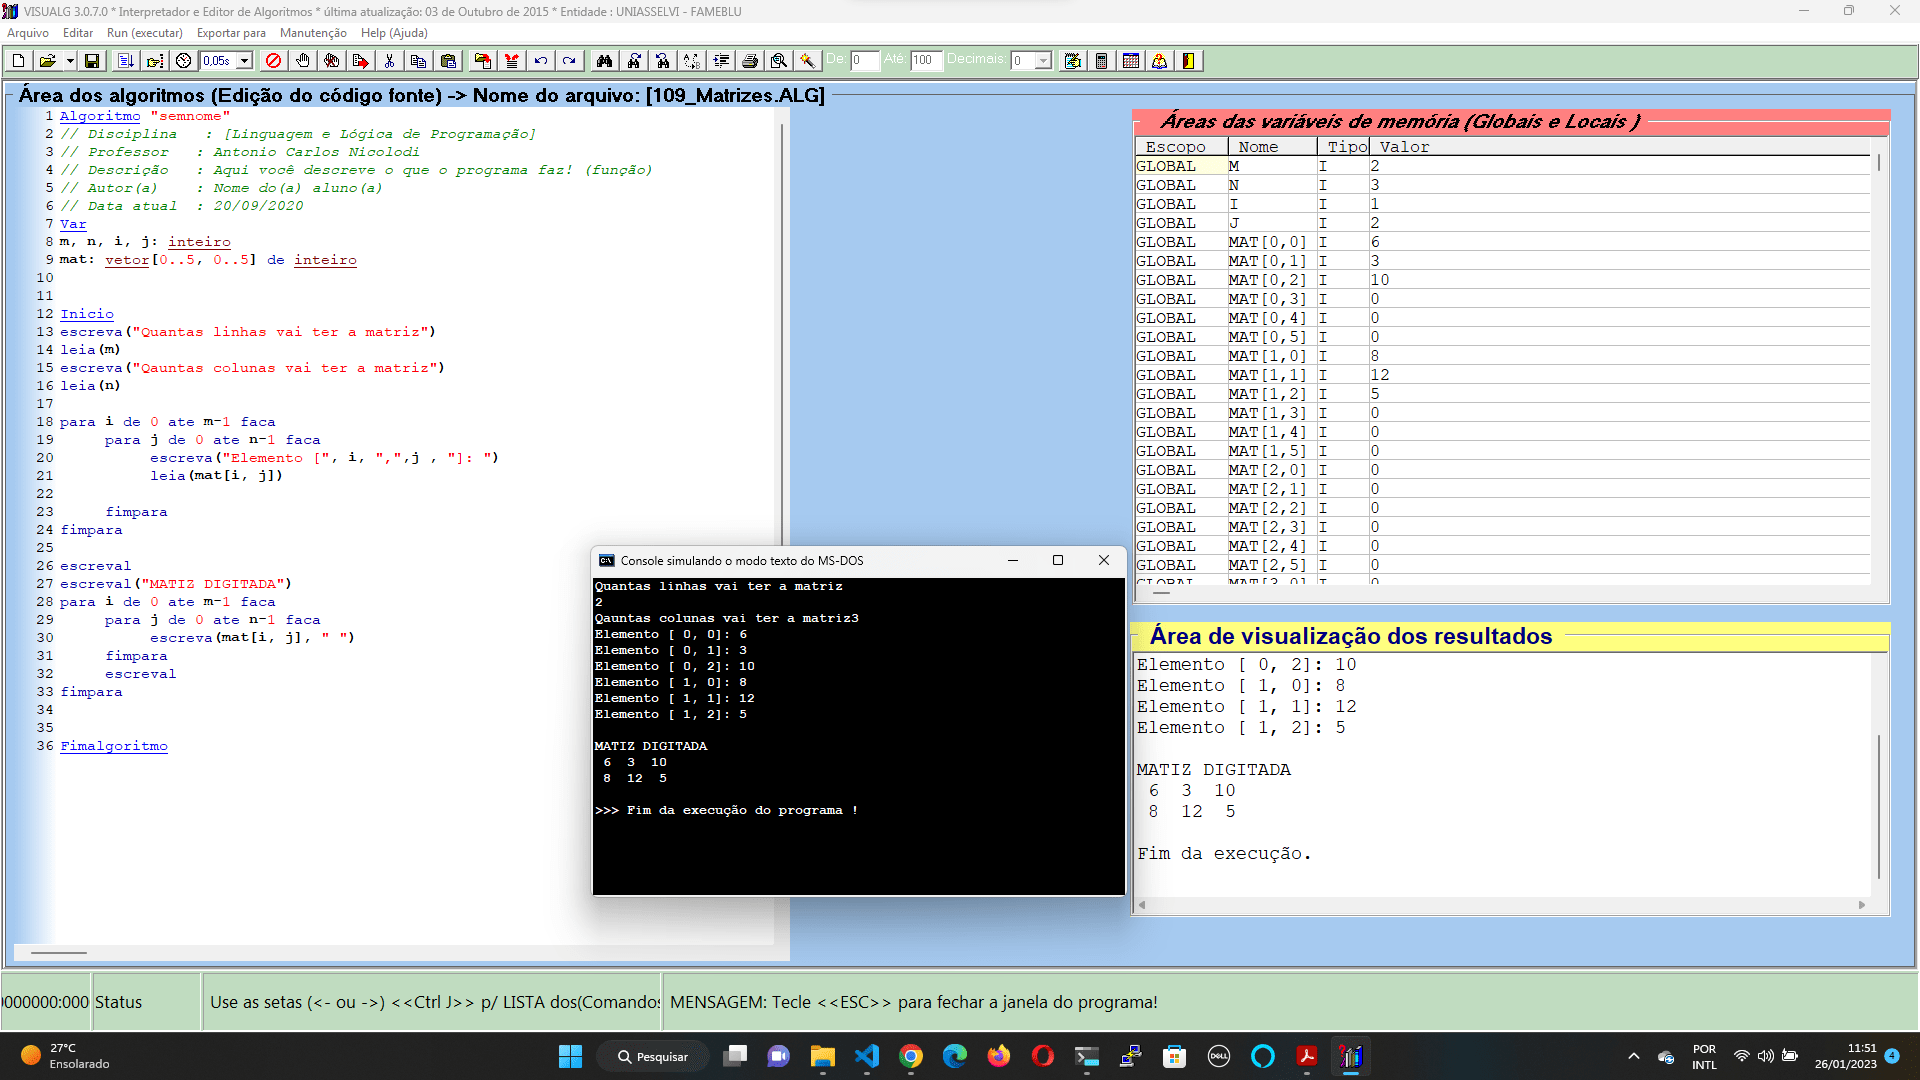 VISUALG 3.0.7.0 * Interpretador e Editor de Algoritmos * última atualização: 03 de Outubro de 2015 * Entidade : UNIASSELVI - FAMEBLU
Arquivo Editar Run (executar) Exportar para Manutenção Help (Ajuda)
0,05s De: 0 Até: 100 Decimais: 0
Área dos algoritmos (Edição do código fonte) -> Nome do arquivo: [109_Matrizes.ALG]
1 Algoritmo "semnome"
2 // Disciplina : [Linguagem e Lógica de Programação]
3 // Professor : Antonio Carlos Nicolodi
4 // Descrição : Aqui você descreve o que o programa faz! (função)
5 // Autor(a) : Nome do(a) aluno(a)
6 // Data atual : 20/09/2020
7 Var
8 m, n, i, j: inteiro
9 mat: vetor[0..5, 0..5] de inteiro
10
11
12 Inicio
13 escreva("Quantas linhas vai ter a matriz")
14 leia(m)
15 escreva("Qauntas colunas vai ter a matriz")
16 leia(n)
17
18 para i de 0 ate m-1 faca
19 para j de 0 ate n-1 faca
20 escreva("Elemento [", i, ",",j , "]: ")
21 leia(mat[i, j])
22
23 fimpara
24 fimpara
25
26 escreval
27 escreval("MATIZ DIGITADA")
28 para i de 0 ate m-1 faca
29 para j de 0 ate n-1 faca
30 escreva(mat[i, j], " ")
31 fimpara
32 escreval
33 fimpara
34
35
36 Fimalgoritmo
Console simulando o modo texto do MS-DOS
Quantas linhas vai ter a matriz
2
Qauntas colunas vai ter a matriz3
Elemento [ 0, 0]: 6
Elemento [ 0, 1]: 3
Elemento [ 0, 2]: 10
Elemento [ 1, 0]: 8
Elemento [ 1, 1]: 12
Elemento [ 1, 2]: 5
MATIZ DIGITADA
6 3 10
8 12 5
>>> Fim da execução do programa !
Áreas das variáveis de memória (Globais e Locais )
Escopo Nome Tipo Valor
GLOBAL M I 2
GLOBAL N I 3
GLOBAL I I 1
GLOBAL J I 2
GLOBAL MAT[0,0] I 6
GLOBAL MAT[0,1] I 3
GLOBAL MAT[0,2] I 10
GLOBAL MAT[0,3] I 0
GLOBAL MAT[0,4] I 0
GLOBAL MAT[0,5] I 0
GLOBAL MAT[1,0] I 8
GLOBAL MAT[1,1] I 12
GLOBAL MAT[1,2] I 5
GLOBAL MAT[1,3] I 0
GLOBAL MAT[1,4] I 0
GLOBAL MAT[1,5] I 0
GLOBAL MAT[2,0] I 0
GLOBAL MAT[2,1] I 0
GLOBAL MAT[2,2] I 0
GLOBAL MAT[2,3] I 0
GLOBAL MAT[2,4] I 0
GLOBAL MAT[2,5] I 0
GLOBAL MAT[3,0] I 0
Área de visualização dos resultados
Elemento [ 0, 2]: 10
Elemento [ 1, 0]: 8
Elemento [ 1, 1]: 12
Elemento [ 1, 2]: 5
MATIZ DIGITADA
6 3 10
8 12 5
Fim da execução.
0000000:000 Status Use as setas (<- ou ->) <<Ctrl J>> p/ LISTA dos(Comandos MENSAGEM: Tecle <<ESC>> para fechar a janela do programa!
27°C
Ensolarado
Pesquisar
DELL
POR
INTL
11:51
26/01/2023
4